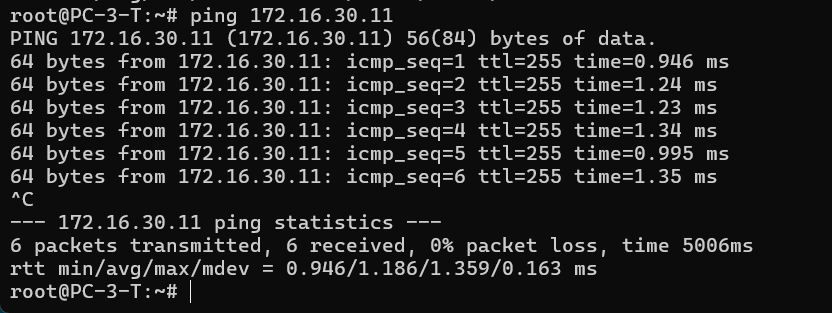 root@PC-3-T:~# ping 172.16.30.11
PING 172.16.30.11 (172.16.30.11) 56(84) bytes of data.
64 bytes from 172.16.30.11: icmp_seq=1 ttl=255 time=0.946 ms
64 bytes from 172.16.30.11: icmp_seq=2 ttl=255 time=1.24 ms
64 bytes from 172.16.30.11: icmp_seq=3 ttl=255 time=1.23 ms
64 bytes from 172.16.30.11: icmp_seq=4 ttl=255 time=1.34 ms
64 bytes from 172.16.30.11: icmp_seq=5 ttl=255 time=0.995 ms
64 bytes from 172.16.30.11: icmp_seq=6 ttl=255 time=1.35 ms
^C
--- 172.16.30.11 ping statistics ---
6 packets transmitted, 6 received, 0% packet loss, time 5006ms
rtt min/avg/max/mdev = 0.946/1.186/1.359/0.163 ms
root@PC-3-T:~#